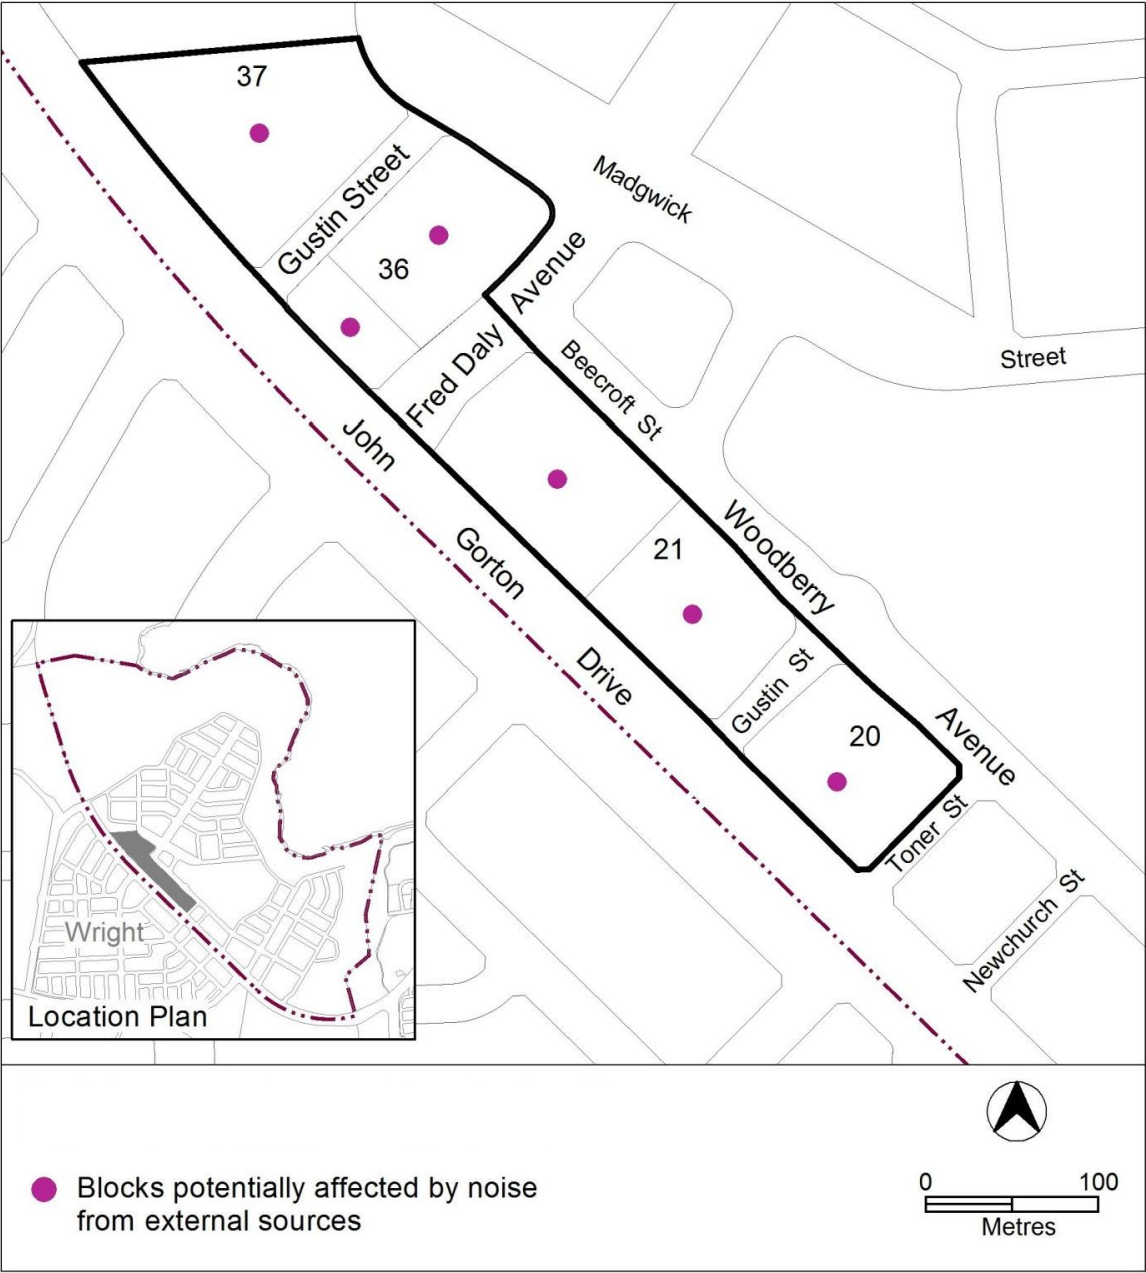 37
Gustin Street
36
Madgwick
Street
Fred Daly Avenue
Beecroft St
John Gorton Drive
21
Woodberry Avenue
Gustin St
20
Toner St
Newchurch St
Wright
Location Plan
Blocks potentially affected by noise
from external sources
0 100
Metres